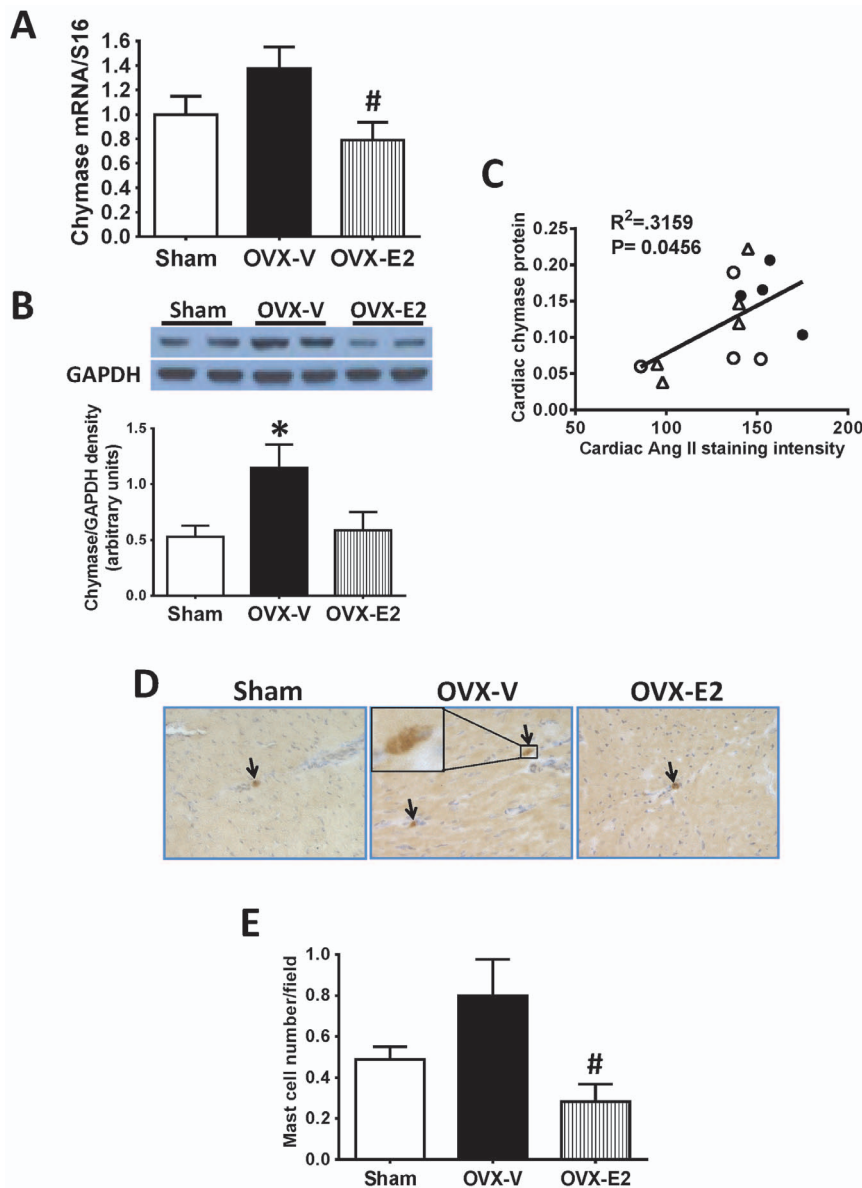 A
Chymase mRNA/S16
1.6
1.4
1.2
1.0
0.8
0.6
0.4
0.2
0.0
#
Sham OVX-V OVX-E2
B
Sham OVX-V OVX-E2
GAPDH
Chymase/GAPDH density
(arbitrary units)
1.5
1.0
0.5
0.0
*
Sham OVX-V OVX-E2
C
R²=.3159
P= 0.0456
Cardiac chymase protein
0.25
0.20
0.15
0.10
0.05
0.00
50 100 150 200
Cardiac Ang II staining intensity
D
Sham OVX-V OVX-E2
E
Mast cell number/field
1.0
0.8
0.6
0.4
0.2
0.0
#
Sham OVX-V OVX-E2